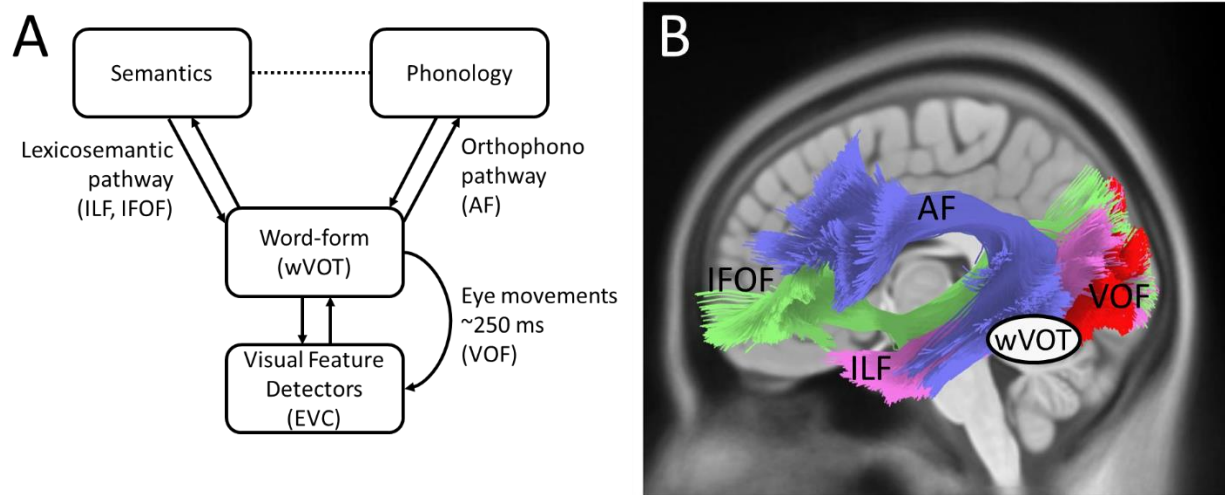 A
Semantics
Phonology
Lexicosemantic
pathway
(ILF, IFOF)
Orthophono
pathway
(AF)
Word-form
(wVOT)
Eye movements
~250 ms
(VOF)
Visual Feature
Detectors
(EVC)
B
AF
IFOF
VOF
wVOT
ILF